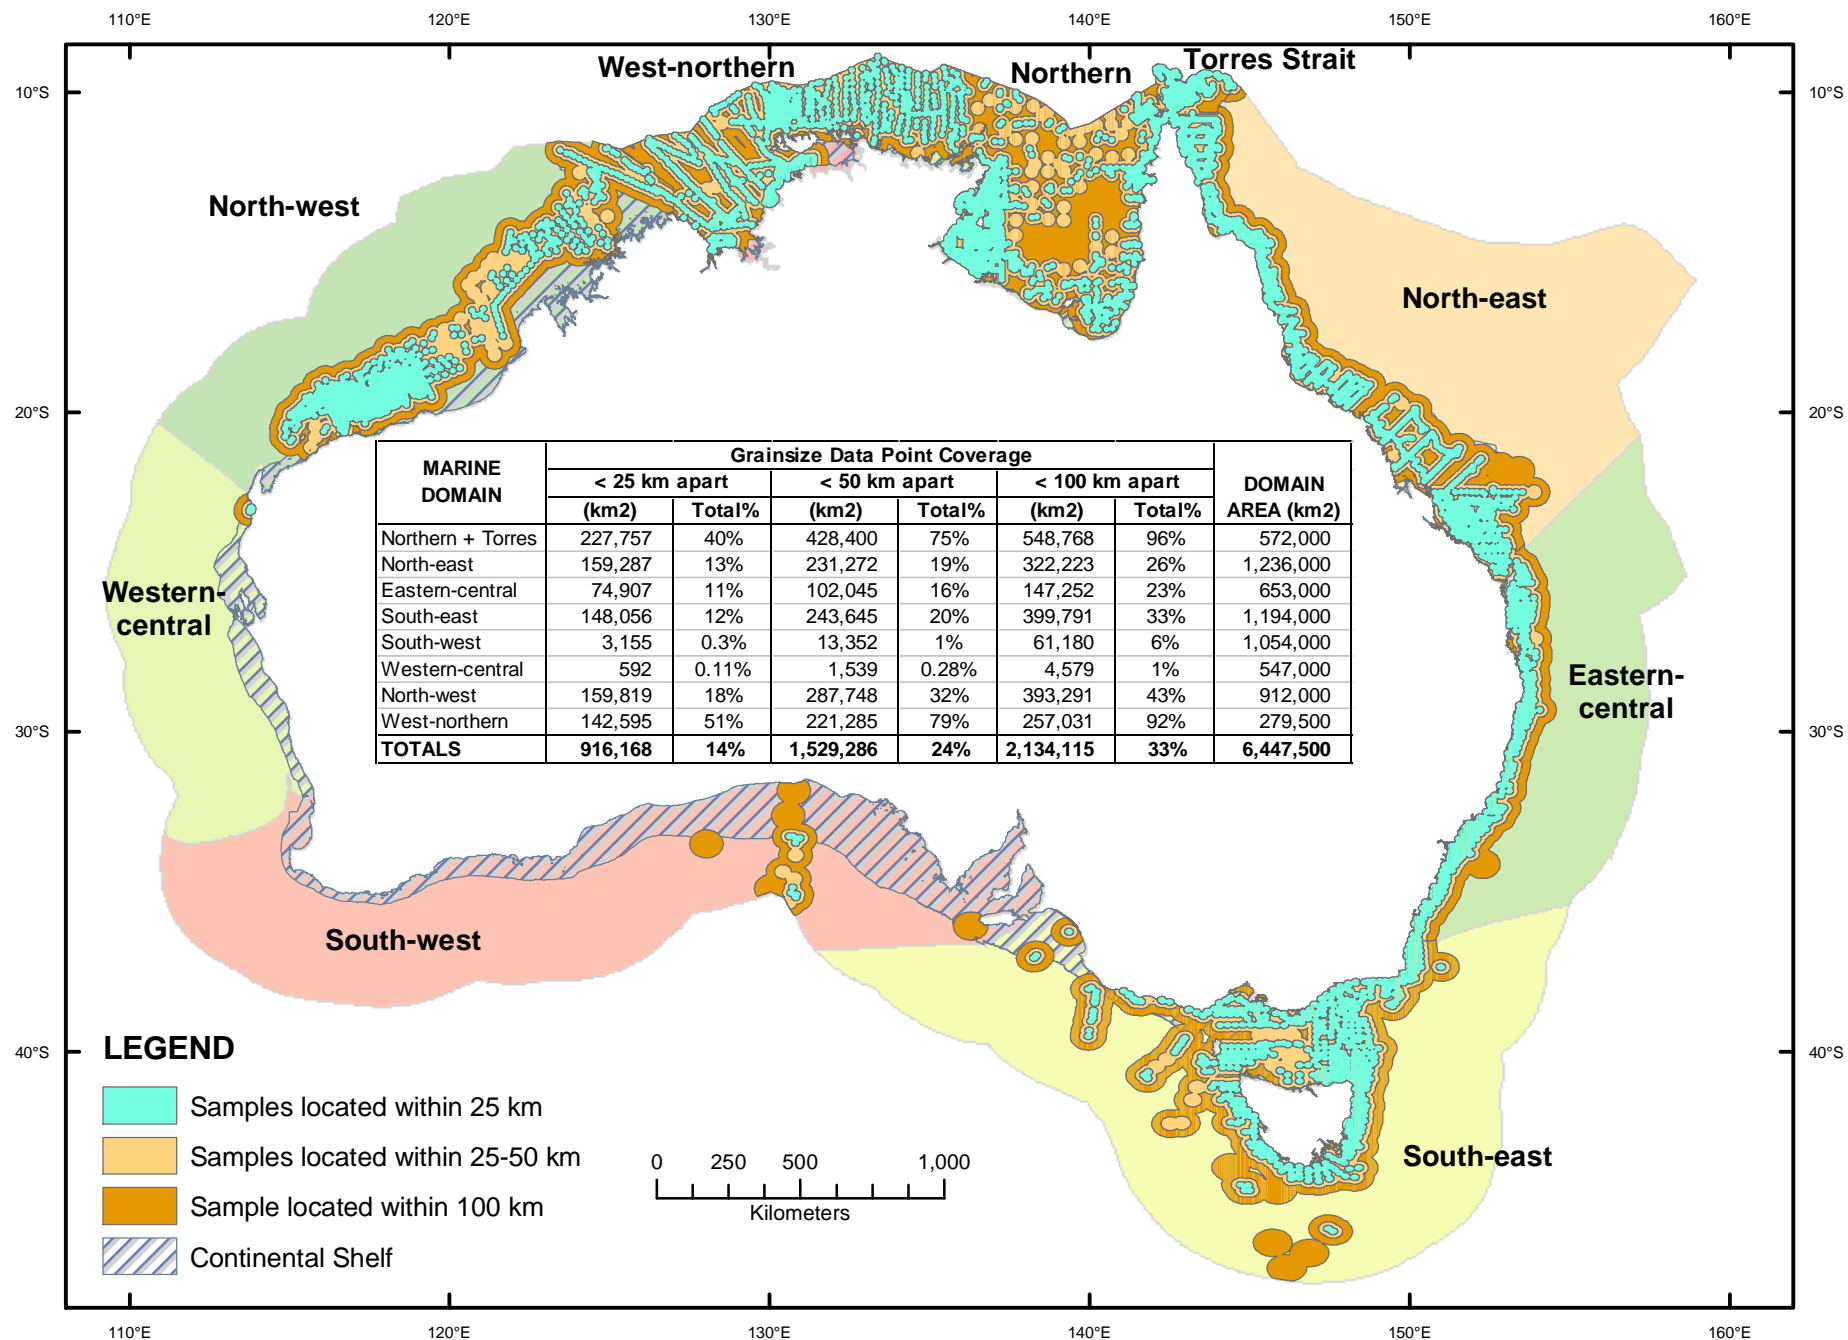 110°E 120°E 130°E 140°E 150°E 160°E
Torres Strait
West-northern
Northern
10°S 10°S
North-west
North-east
20°S 20°S
MARINE DOMAIN Grainsize Data Point Coverage DOMAIN AREA (km2)
< 25 km apart < 50 km apart < 100 km apart
(km2) Total% (km2) Total% (km2) Total%
Northern + Torres 227,757 40% 428,400 75% 548,768 96% 572,000
North-east 159,287 13% 231,272 19% 322,223 26% 1,236,000
Eastern-central 74,907 11% 102,045 16% 147,252 23% 653,000
South-east 148,056 12% 243,645 20% 399,791 33% 1,194,000
South-west 3,155 0.3% 13,352 1% 61,180 6% 1,054,000
Western-central 592 0.11% 1,539 0.28% 4,579 1% 547,000
North-west 159,819 18% 287,748 32% 393,291 43% 912,000
West-northern 142,595 51% 221,285 79% 257,031 92% 279,500
TOTALS 916,168 14% 1,529,286 24% 2,134,115 33% 6,447,500
Western-
central
Eastern-
central
30°S 30°S
South-west
40°S 40°S
South-east
LEGEND
Samples located within 25 km
Samples located within 25-50 km
Sample located within 100 km
Continental Shelf
0 250 500 1,000
Kilometers
110°E 120°E 130°E 140°E 150°E 160°E